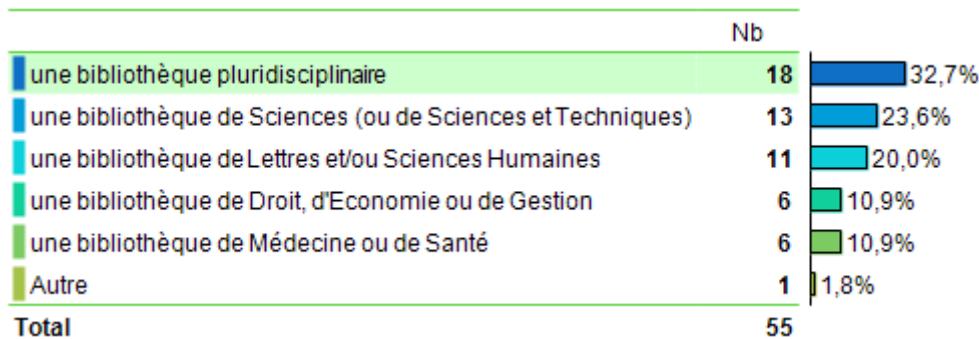 Nb
une bibliothèque pluridisciplinaire 18 32,7%
une bibliothèque de Sciences (ou de Sciences et Techniques) 13 23,6%
une bibliothèque de Lettres et/ou Sciences Humaines 11 20,0%
une bibliothèque de Droit, d'Economie ou de Gestion 6 10,9%
une bibliothèque de Médecine ou de Santé 6 10,9%
Autre 1 1,8%
Total 55